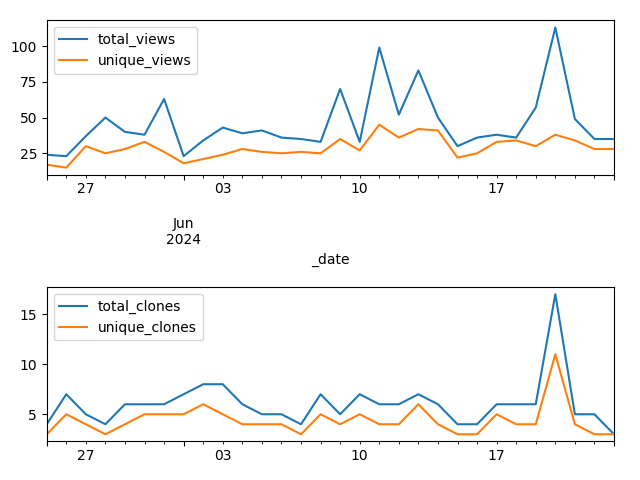 total_views
unique_views
100
75
50
25
27 03 10 17
Jun
2024
_date
total_clones
unique_clones
15
10
5
27 03 10 17